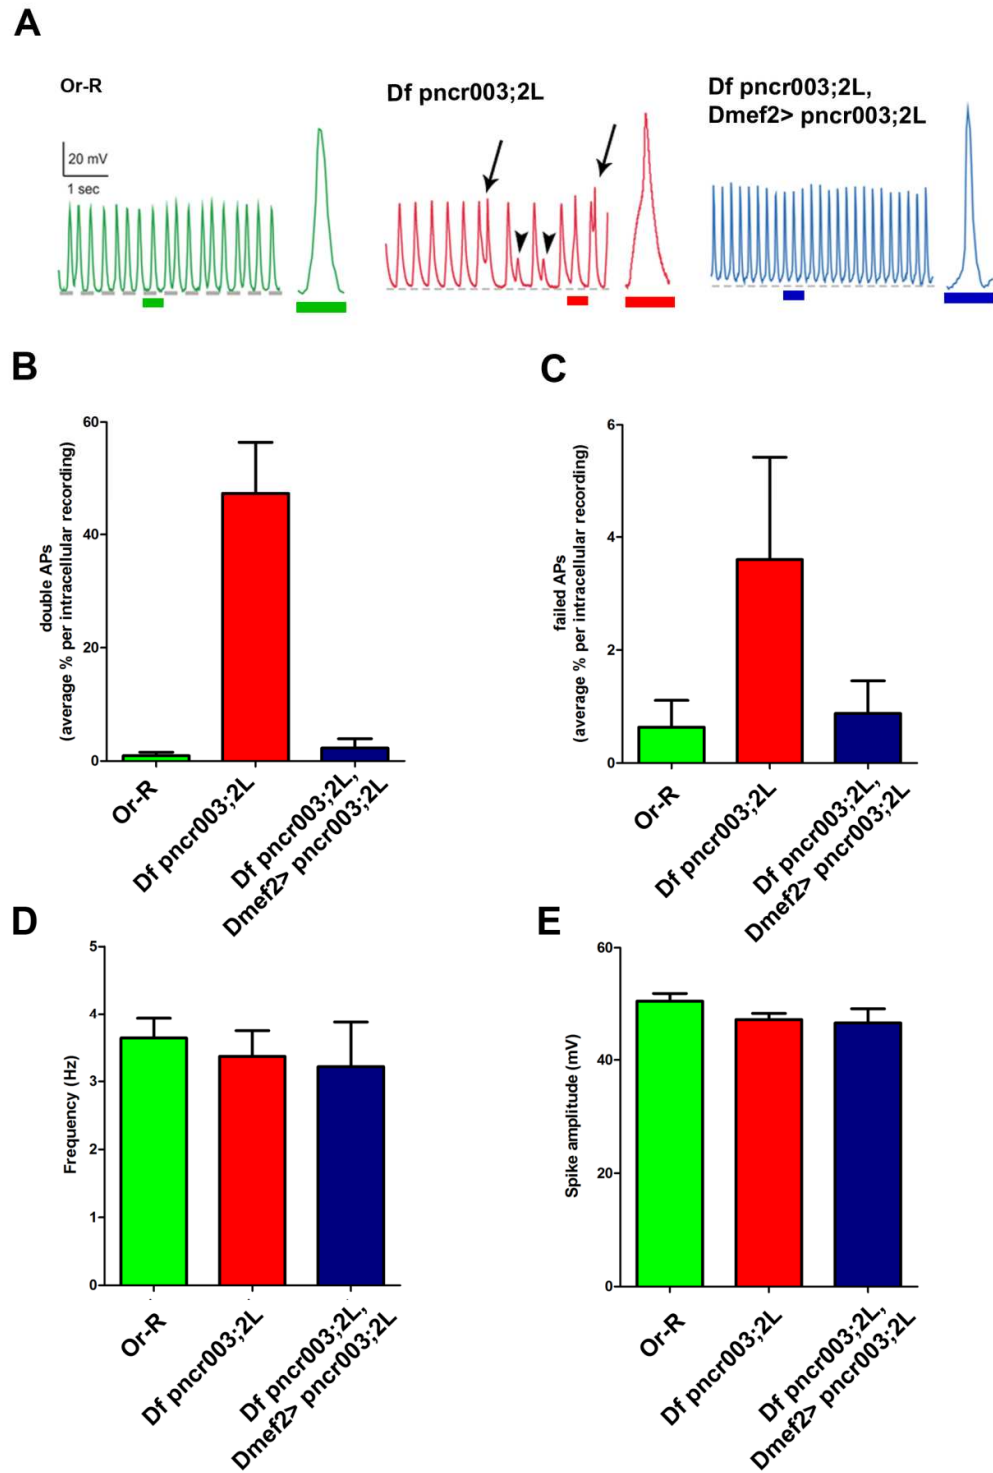 A
Or-R
20 mV
1 sec
Df pncr003;2L
Df pncr003;2L,
Dmef2> pncr003;2L
B
double APs
(average % per intracellular recording)
60
40
20
0
Or-R
Df pncr003;2L
Df pncr003;2L,
Dmef2> pncr003;2L
C
failed APs
(average % per intracellular recording)
6
4
2
0
Or-R
Df pncr003;2L
Df pncr003;2L,
Dmef2> pncr003;2L
D
Frequency (Hz)
5
4
3
2
1
0
Or-R
Df pncr003;2L
Df pncr003;2L,
Dmef2> pncr003;2L
E
Spike amplitude (mV)
60
40
20
0
Or-R
Df pncr003;2L
Df pncr003;2L,
Dmef2> pncr003;2L